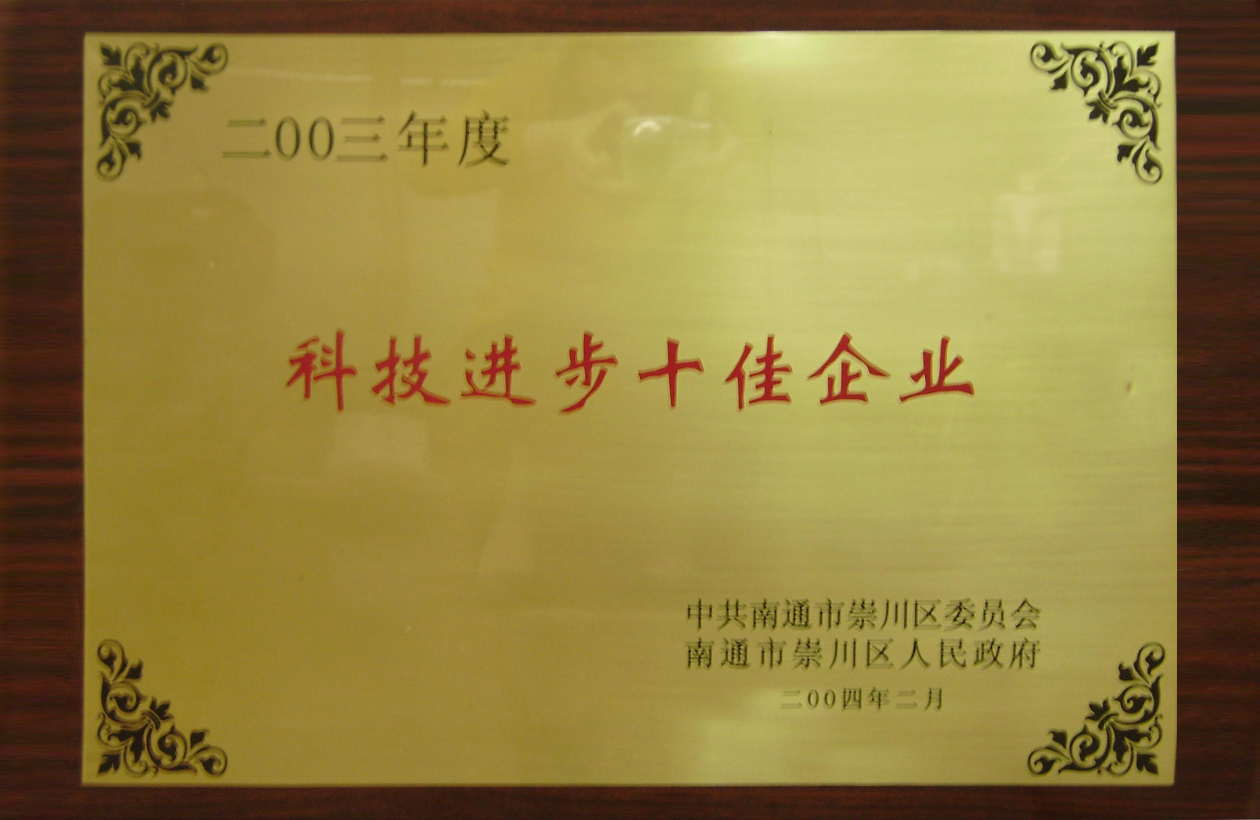 二00三年度
科技进步十佳企业
中共南通市崇川区委员会
南通市崇川区人民政府
二00四年二月